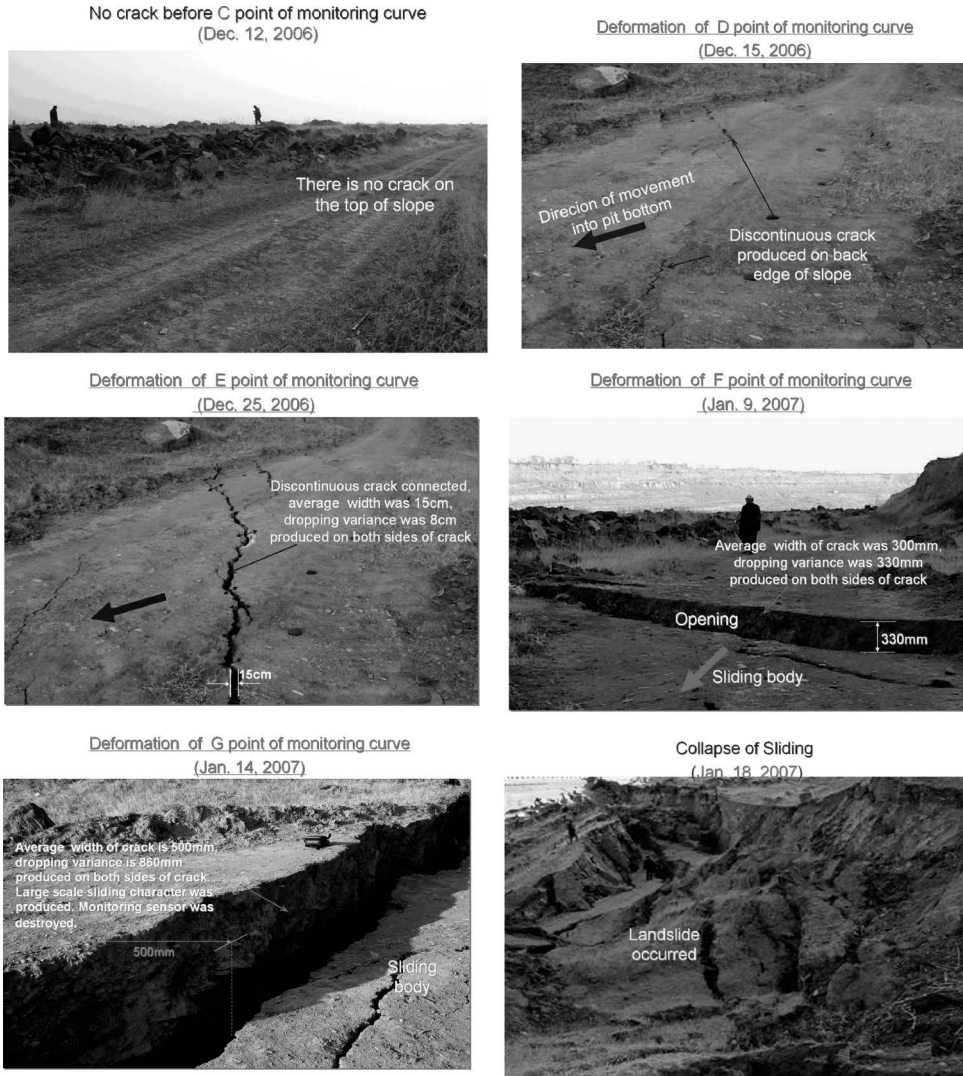 No crack before C point of monitoring curve
(Dec. 12, 2006)
There is no crack on
the top of slope
Deformation of D point of monitoring curve
(Dec. 15, 2006)
Direcion of movement
into pit bottom
Discontinuous crack
produced on back
edge of slope
Deformation of E point of monitoring curve
(Dec. 25, 2006)
Discontinuous crack connected,
average width was 15cm,
dropping variance was 8cm
produced on both sides of crack
15cm
Deformation of F point of monitoring curve
(Jan. 9, 2007)
Average width of crack was 300mm,
dropping variance was 330mm
produced on both sides of crack
Opening
330mm
Sliding body
Deformation of G point of monitoring curve
(Jan. 14, 2007)
Average width of crack is 500mm,
dropping variance is 860mm
produced on both sides of crack.
Large scale sliding character was
produced. Monitoring sensor was
destroyed.
500mm
Sliding
body
Collapse of Sliding
(Jan. 18, 2007)
Landslide
occurred